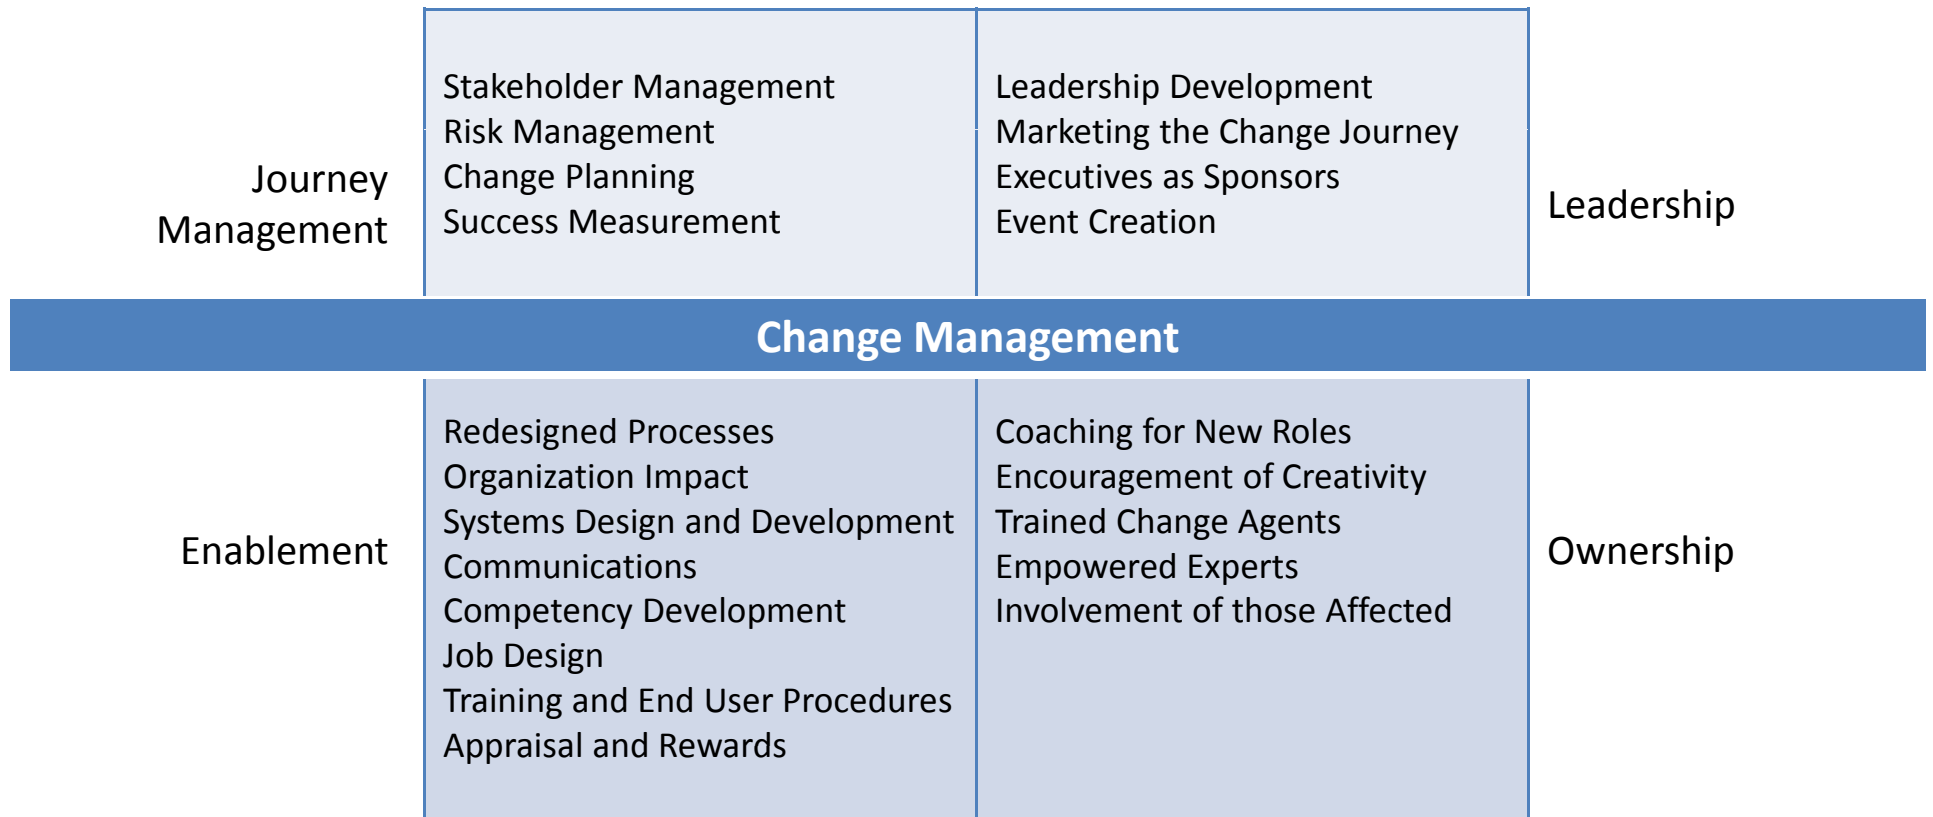 Journey
Management
Stakeholder Management
Risk Management
Change Planning
Success Measurement
Leadership Development
Marketing the Change Journey
Executives as Sponsors
Event Creation
Leadership
Change Management
Enablement
Redesigned Processes
Organization Impact
Systems Design and Development
Communications
Competency Development
Job Design
Training and End User Procedures
Appraisal and Rewards
Coaching for New Roles
Encouragement of Creativity
Trained Change Agents
Empowered Experts
Involvement of those Affected
Ownership